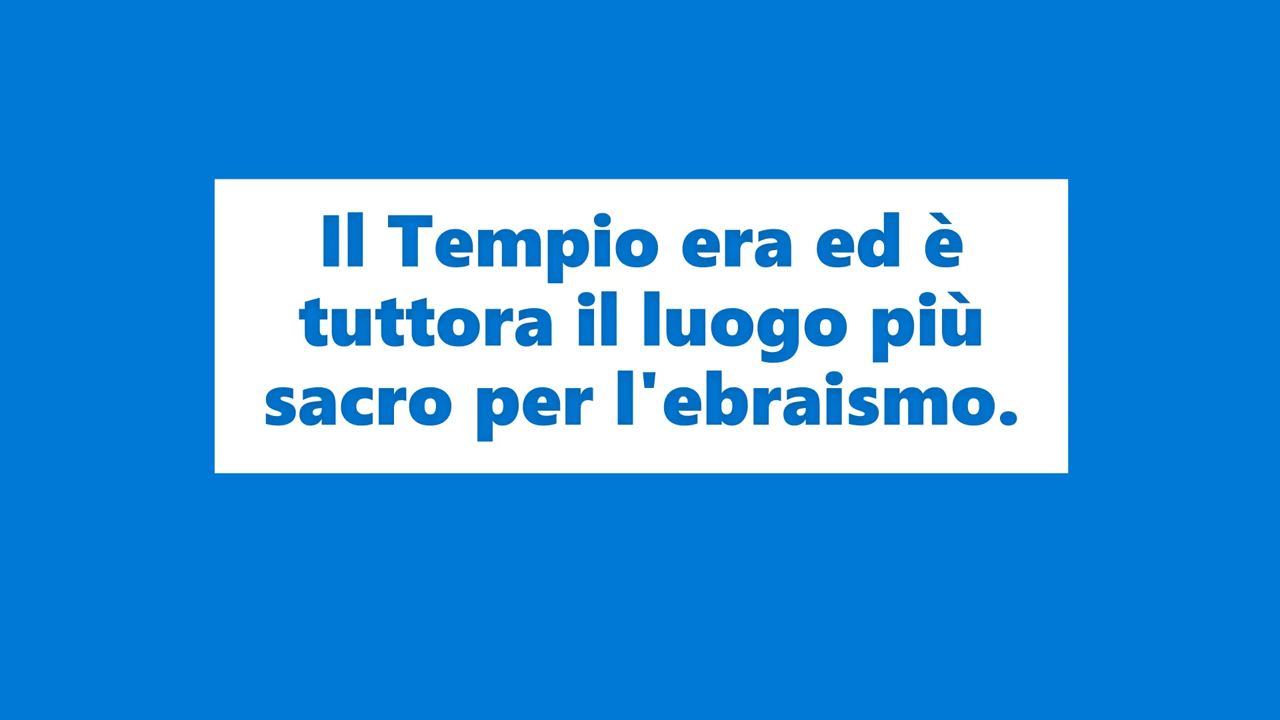 Il Tempio era ed è
tuttora il luogo più
sacro per l'ebraismo.